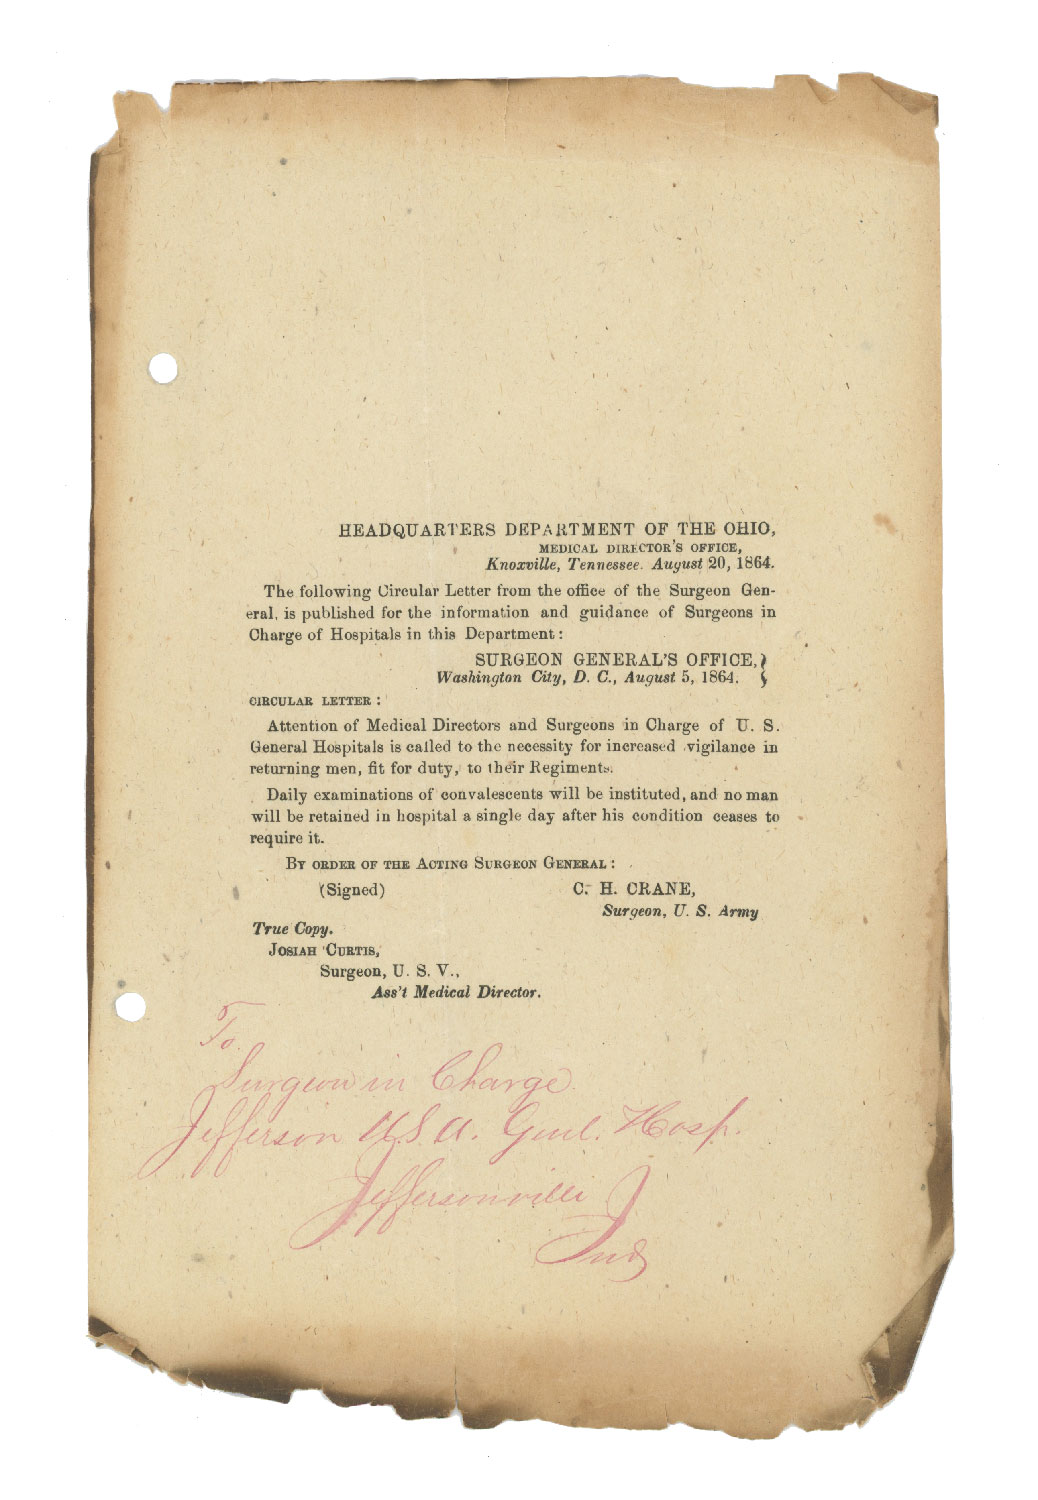 HEADQUARTERS DEPARTMENT OF THE OHIO,
MEDICAL DIRECTOR'S OFFICE,
Knoxville, Tennessee. August 20, 1864.
The following Circular Letter from the office of the Surgeon Gen-
eral, is published for the information and guidance of Surgeons in
Charge of Hospitals in this Department:
SURGEON GENERAL'S OFFICE,
Washington City, D. C., August 5, 1864.
CIRCULAR LETTER:
Attention of Medical Directors and Surgeons in Charge of U. S.
General Hospitals is called to the necessity for increased vigilance in
returning men, fit for duty, to their Regiments.
Daily examinations of convalescents will be instituted, and no man
will be retained in hospital a single day after his condition ceases to
require it.
BY ORDER OF THE ACTING SURGEON GENERAL:
(Signed) C. H. CRANE,
Surgeon, U. S. Army
True Copy.
JOSIAH CURTIS,
Surgeon, U. S. V.,
Ass't Medical Director.
To
Surgeon in Charge
Jefferson U.S.A. Genl. Hosp.
Jeffersonville
Ind